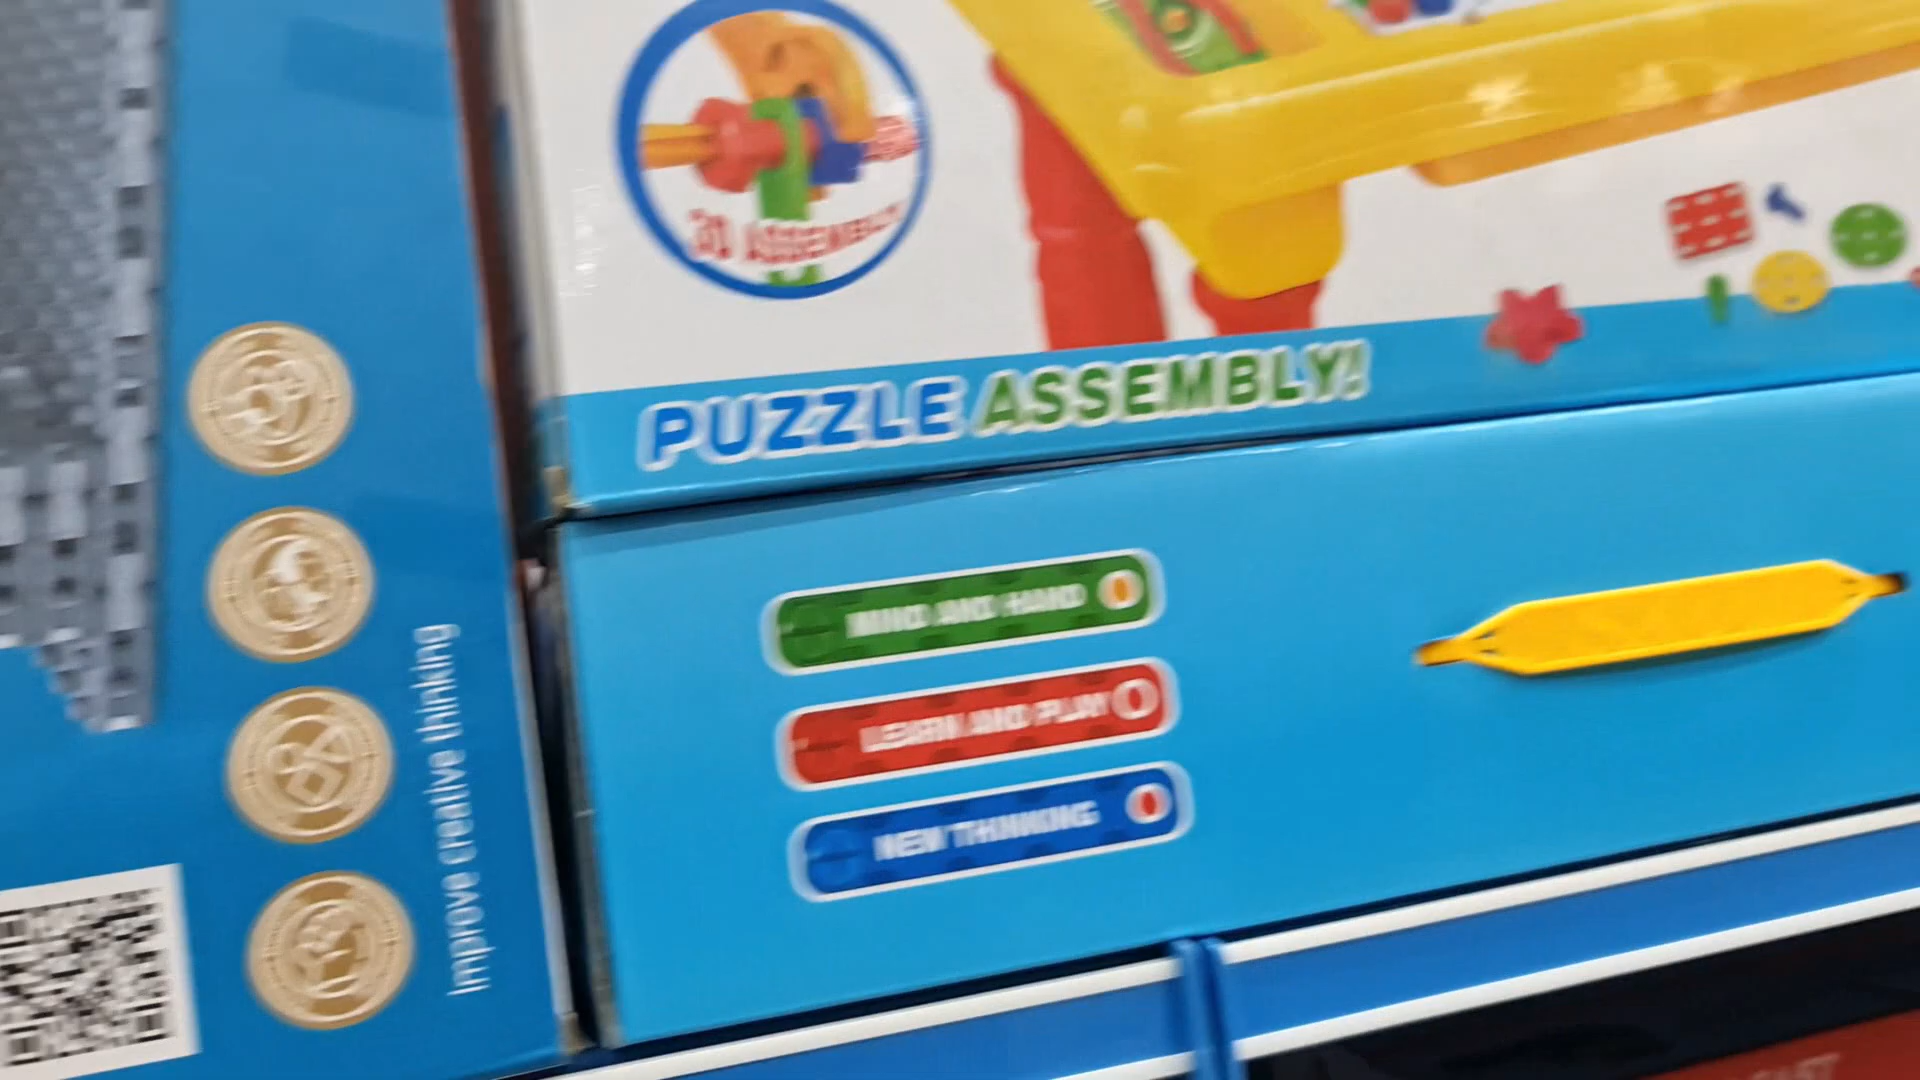 3D ASSEMBLY
PUZZLE ASSEMBLY!
MIND AND HAND
LEARN AND PLAY
NEW THINKING
Improve creative thinking